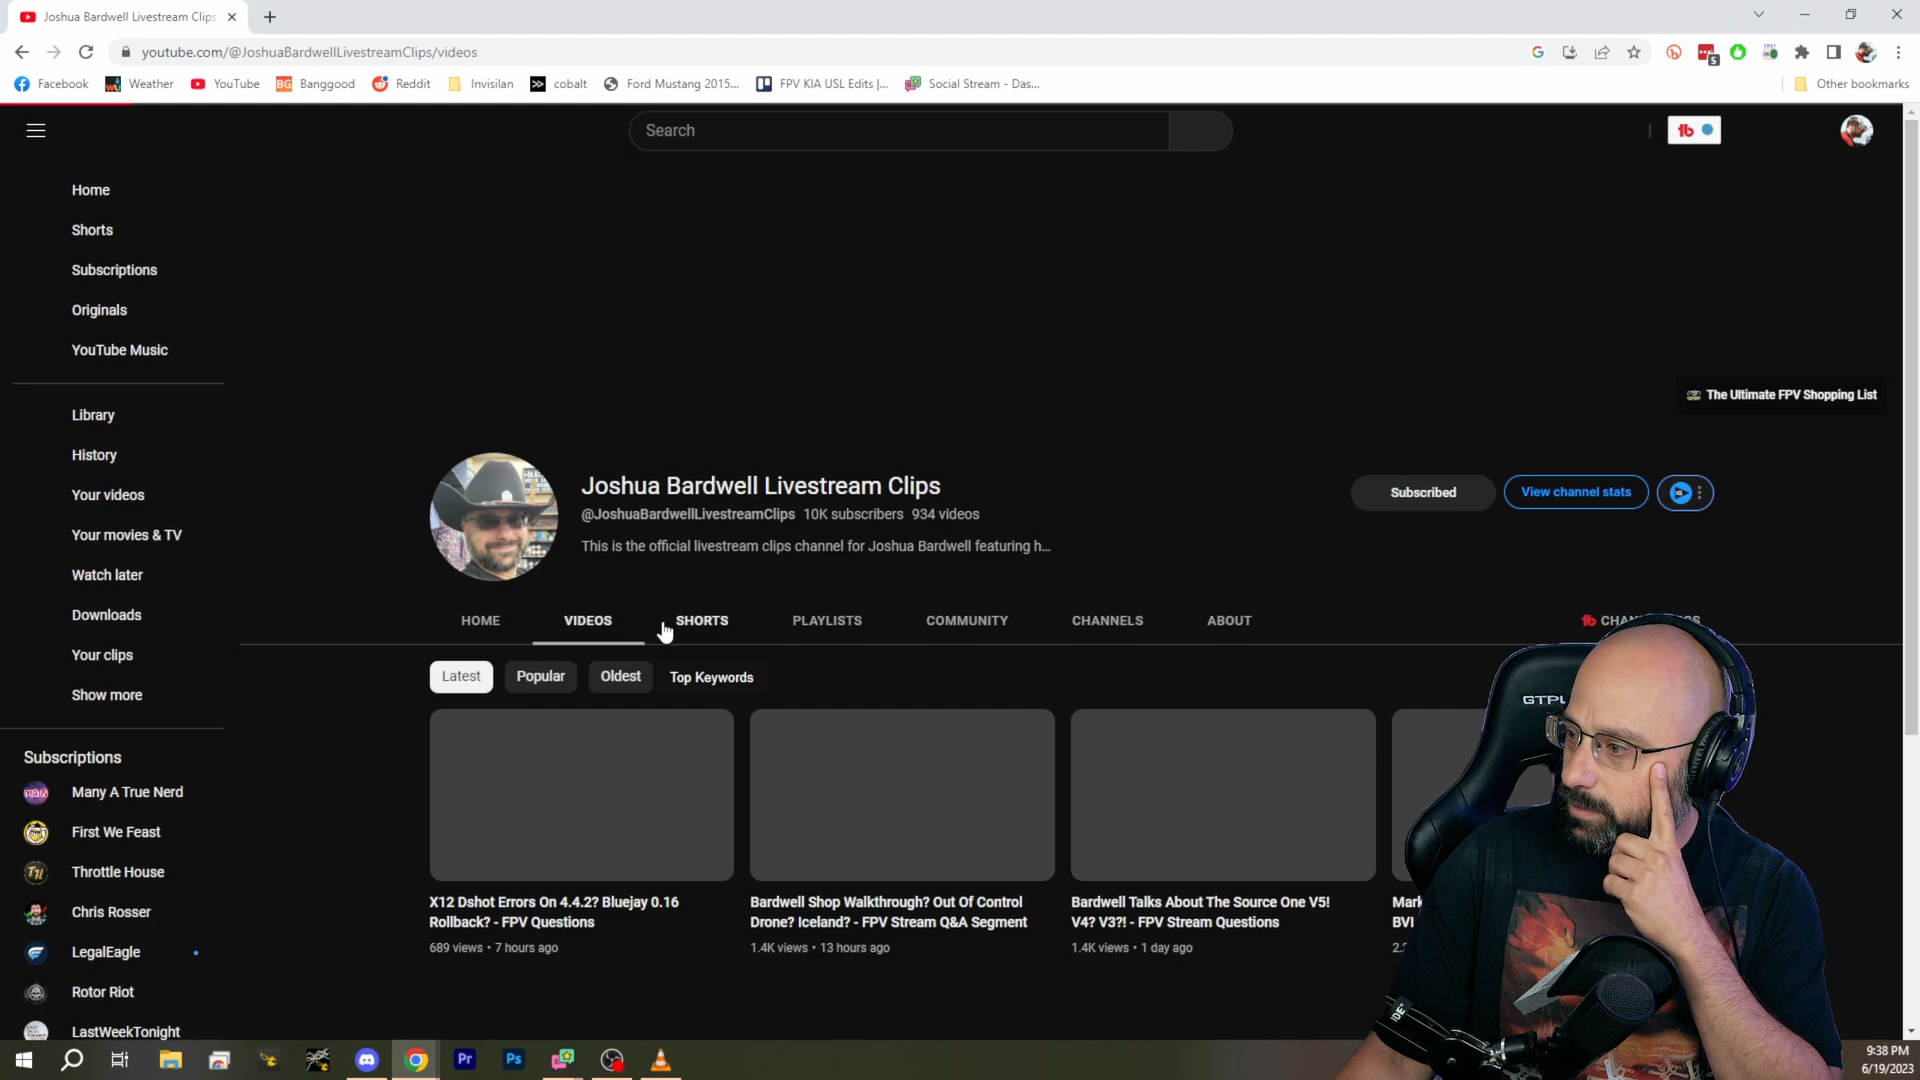 Joshua Bardwell Livestream Clips
youtube.com/@JoshuaBardwellLivestreamClips/videos
5
Facebook
Weather
YouTube
BG
Banggood
Reddit
Invisilan
cobalt
Ford Mustang 2015...
FPV KIA USL Edits |...
Social Stream - Das...
Other bookmarks
Search
Home
Shorts
Subscriptions
Originals
YouTube Music
Library
History
Your videos
Your movies & TV
Watch later
Downloads
Your clips
Show more
Subscriptions
Many A True Nerd
First We Feast
Throttle House
Chris Rosser
LegalEagle
Rotor Riot
LastWeekTonight
The Ultimate FPV Shopping List
Joshua Bardwell Livestream Clips
@JoshuaBardwellLivestreamClips 10K subscribers 934 videos
This is the official livestream clips channel for Joshua Bardwell featuring h...
Subscribed
View channel stats
HOME VIDEOS SHORTS PLAYLISTS COMMUNITY CHANNELS ABOUT
Latest Popular Oldest Top Keywords
X12 Dshot Errors On 4.4.2? Bluejay 0.16
Rollback? - FPV Questions
689 views • 7 hours ago
Bardwell Shop Walkthrough? Out Of Control
Drone? Iceland? - FPV Stream Q&A Segment
1.4K views • 13 hours ago
Bardwell Talks About The Source One V5!
V4? V3?! - FPV Stream Questions
1.4K views • 1 day ago
Pr
Ps
9:38 PM
6/19/2023